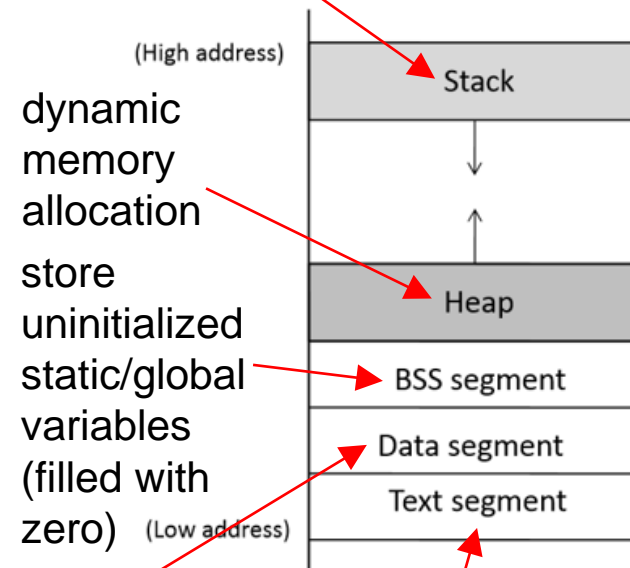 (High address)
Stack
dynamic
memory
allocation
Heap
store
uninitialized
static/global
variables
(filled with
zero)
BSS segment
Data segment
Text segment
(Low address)